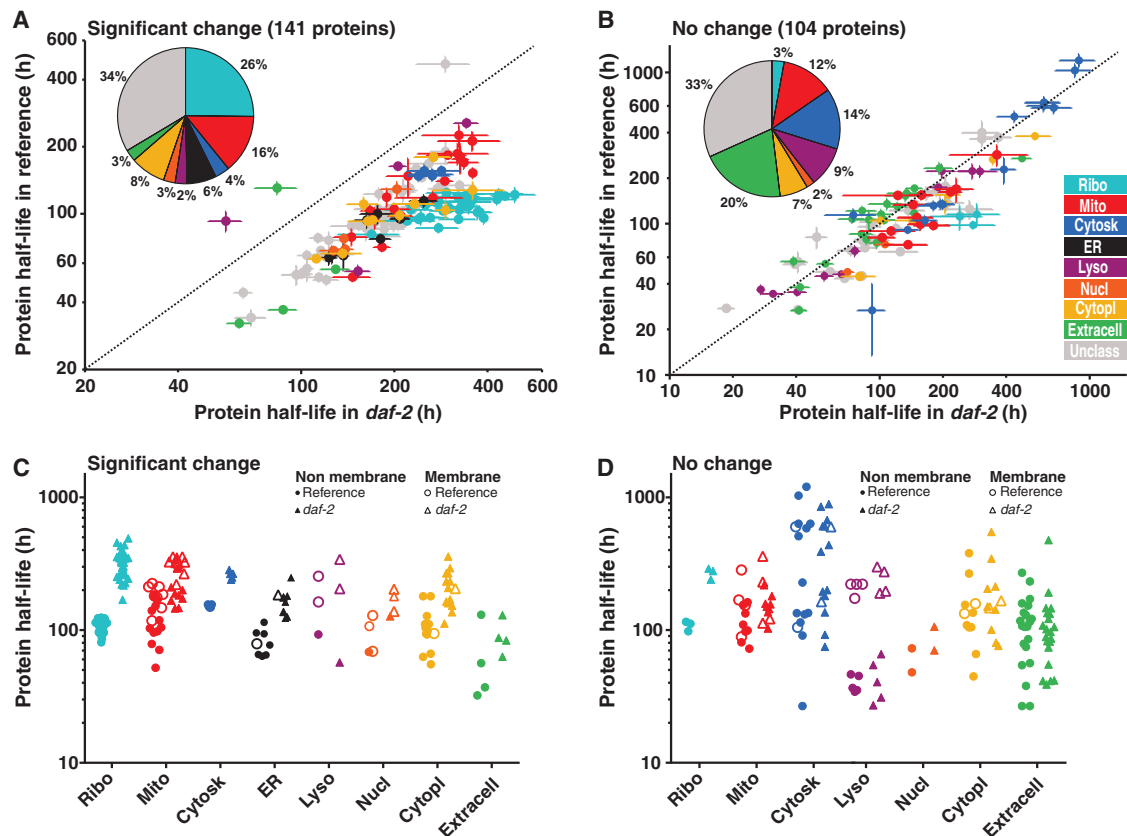 A
Significant change (141 proteins)
Protein half-life in reference (h)
600
400
200
100
60
40
20
20
40
100
200
400
600
Protein half-life in daf-2 (h)
26%
16%
4%
6%
2%
3%
8%
3%
34%
B
No change (104 proteins)
Protein half-life in reference (h)
1000
600
400
200
100
60
40
20
10
10
20
40
100
200
400
1000
Protein half-life in daf-2 (h)
3%
12%
14%
9%
2%
7%
20%
33%
Ribo
Mito
Cytosk
ER
Lyso
Nucl
Cytopl
Extracell
Unclass
C
Significant change
Non membrane
Reference
daf-2
Membrane
Reference
daf-2
Protein half-life (h)
1000
100
10
Ribo
Mito
Cytosk
ER
Lyso
Nucl
Cytopl
Extracell
D
No change
Non membrane
Reference
daf-2
Membrane
Reference
daf-2
Protein half-life (h)
1000
100
10
Ribo
Mito
Cytosk
Lyso
Nucl
Cytopl
Extracell